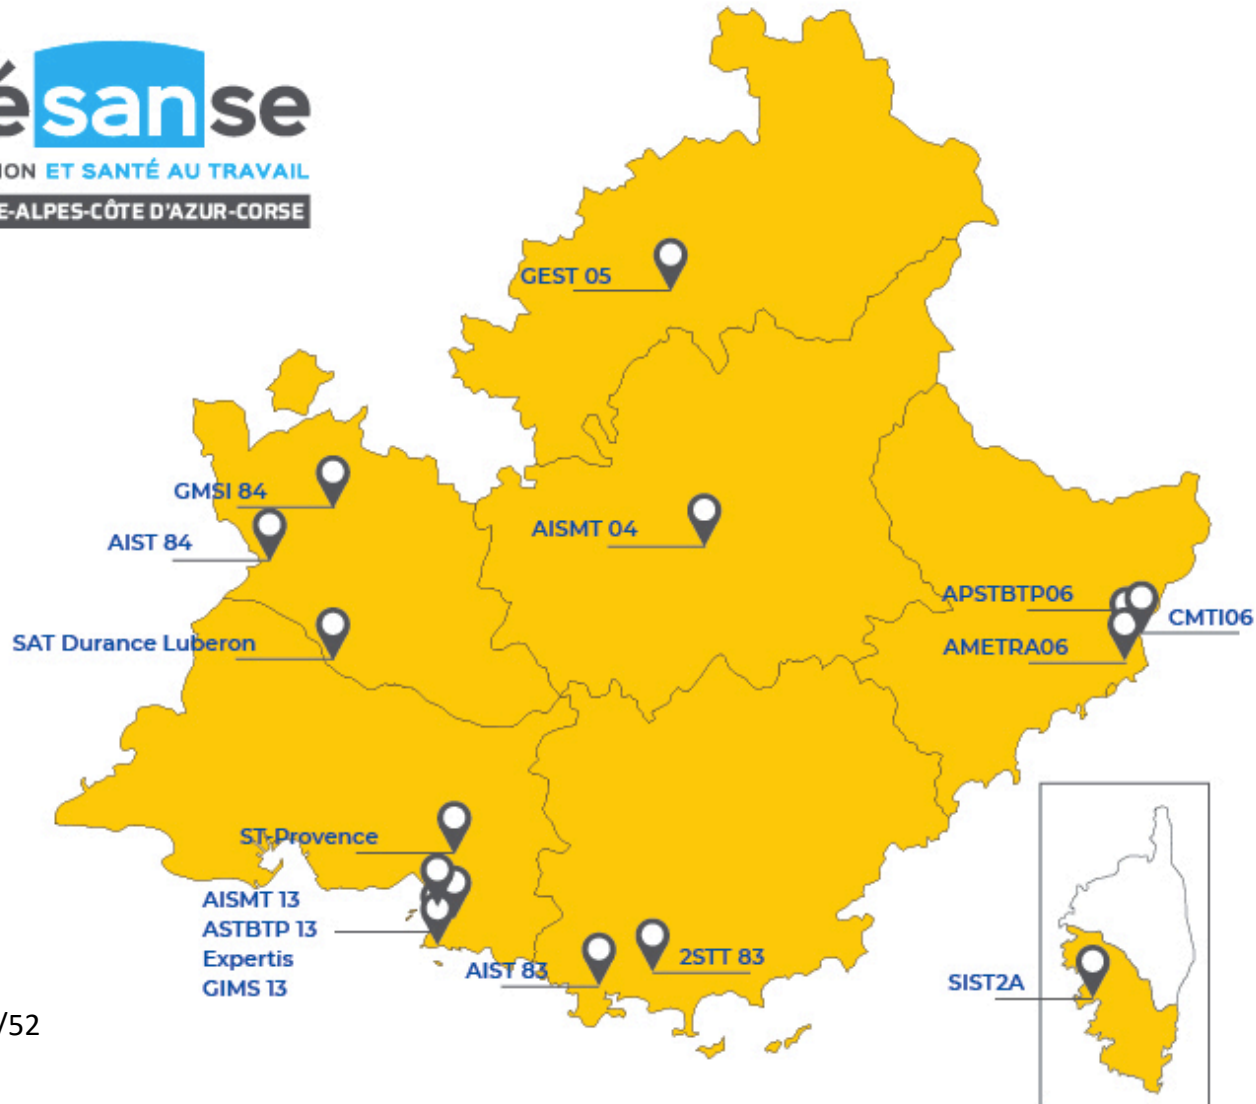 ésanse
ION ET SANTÉ AU TRAVAIL
E-ALPES-CÔTE D'AZUR-CORSE
GEST 05
GMSI 84
AIST 84
AISMT 04
APSTBTP06
CMTI06
SAT Durance Luberon
AMETRA06
ST-Provence
AISMT 13
ASTBTP 13
Expertis
GIMS 13
AIST 83
2STT 83
SIST2A
/52